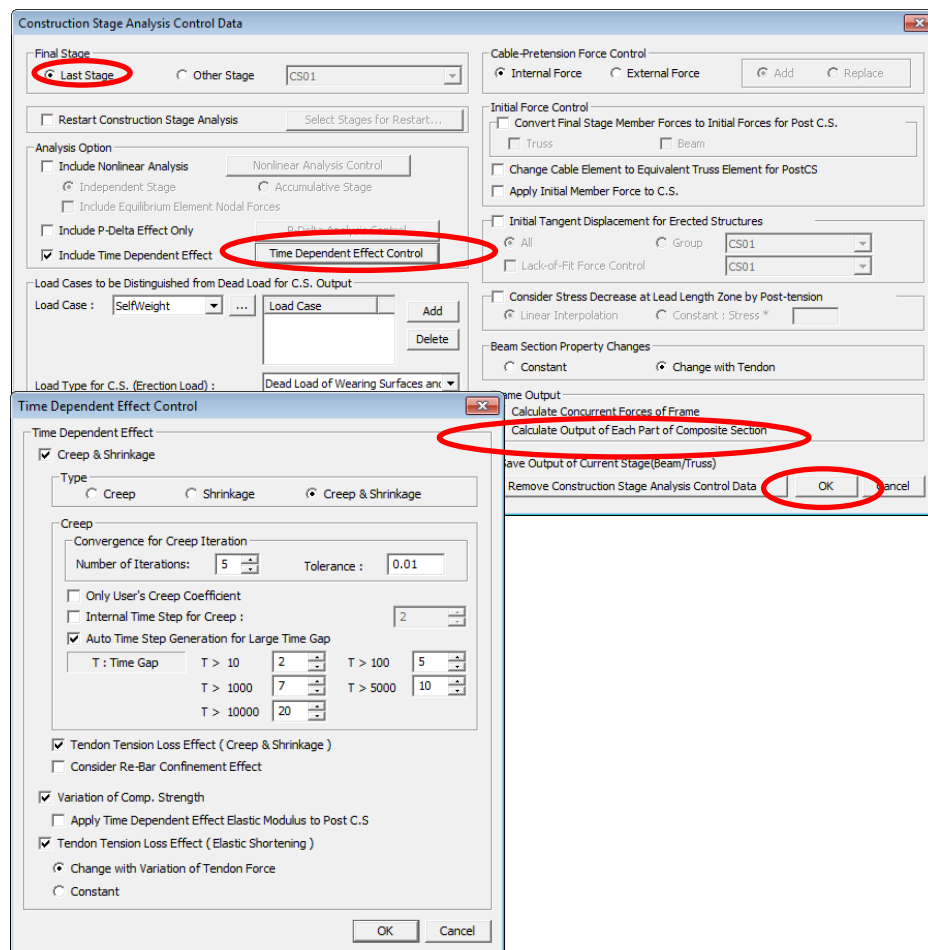 Construction Stage Analysis Control Data
Final Stage
Last Stage Other Stage CS01
Restart Construction Stage Analysis Select Stages for Restart...
Analysis Option
Include Nonlinear Analysis Nonlinear Analysis Control
Independent Stage Accumulative Stage
Include Equilibrium Element Nodal Forces
Include P-Delta Effect Only P-Delta Analysis Control
Include Time Dependent Effect Time Dependent Effect Control
Load Cases to be Distinguished from Dead Load for C.S. Output
Load Case : SelfWeight ... Load Case Add
Delete
Load Type for C.S. (Erection Load) : Dead Load of Wearing Surfaces and
Cable-Pretension Force Control
Internal Force External Force Add Replace
Initial Force Control
Convert Final Stage Member Forces to Initial Forces for Post C.S.
Truss Beam
Change Cable Element to Equivalent Truss Element for PostCS
Apply Initial Member Force to C.S.
Initial Tangent Displacement for Erected Structures
All Group CS01
Lack-of-Fit Force Control CS01
Consider Stress Decrease at Lead Length Zone by Post-tension
Linear Interpolation Constant : Stress *
Beam Section Property Changes
Constant Change with Tendon
ame Output
Calculate Concurrent Forces of Frame
Calculate Output of Each Part of Composite Section
Save Output of Current Stage(Beam/Truss)
Remove Construction Stage Analysis Control Data OK Cancel
Time Dependent Effect Control
Time Dependent Effect
Creep & Shrinkage
Type
Creep Shrinkage Creep & Shrinkage
Creep
Convergence for Creep Iteration
Number of Iterations: 5 Tolerance : 0.01
Only User's Creep Coefficient
Internal Time Step for Creep : 2
Auto Time Step Generation for Large Time Gap
T : Time Gap T > 10 2 T > 100 5
T > 1000 7 T > 5000 10
T > 10000 20
Tendon Tension Loss Effect ( Creep & Shrinkage )
Consider Re-Bar Confinement Effect
Variation of Comp. Strength
Apply Time Dependent Effect Elastic Modulus to Post C.S
Tendon Tension Loss Effect ( Elastic Shortening )
Change with Variation of Tendon Force
Constant
OK Cancel